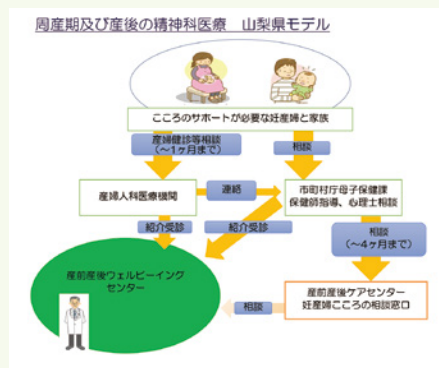 周産期及び産後の精神科医療 山梨県モデル
こころのサポートが必要な妊産婦と家族
産婦健診等相談
(～1ヶ月まで)
相談
産婦人科医療機関
連絡
市町村庁母子保健課
保健師指導、心理士相談
紹介受診
紹介受診
相談
(～4ヶ月まで)
産前産後ウェルビーイング
センター
産前産後ケアセンター
妊産婦こころの相談窓口
相談